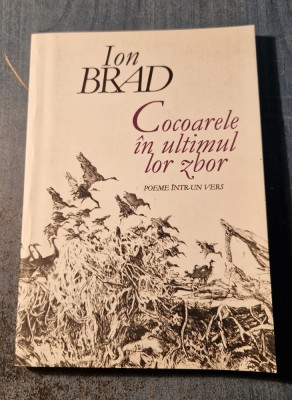 Ion
BRAD
Cocoarele
în ultimul
lor zbor
POEME ÎNTR-UN VERS